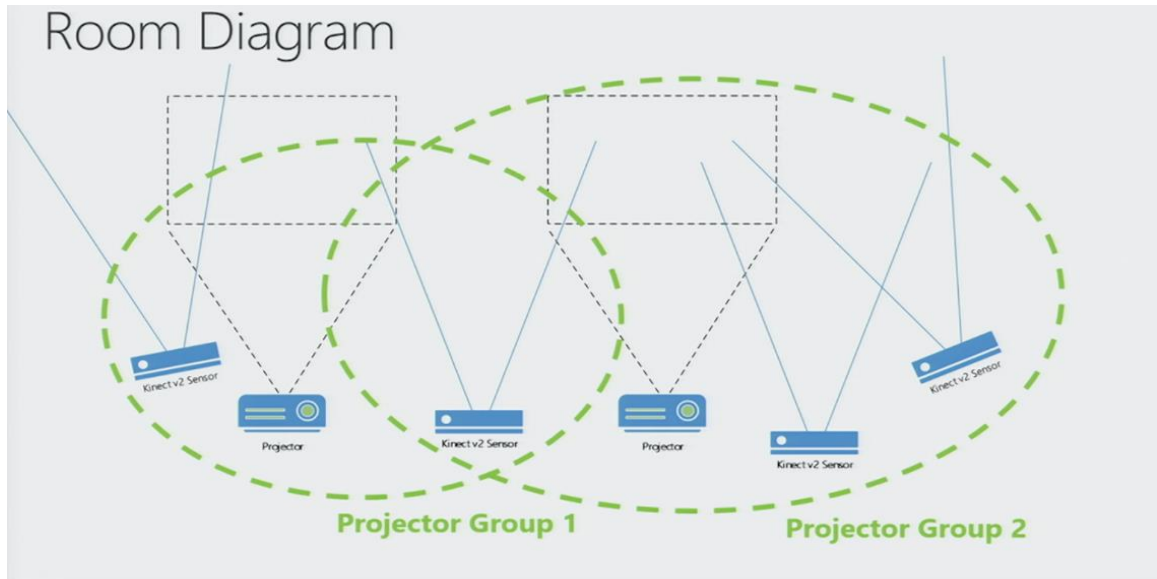 Room Diagram
Kinect v2 Sensor
Projector
Kinect v2 Sensor
Projector
Kinect v2 Sensor
Kinect v2 Sensor
Projector Group 1
Projector Group 2